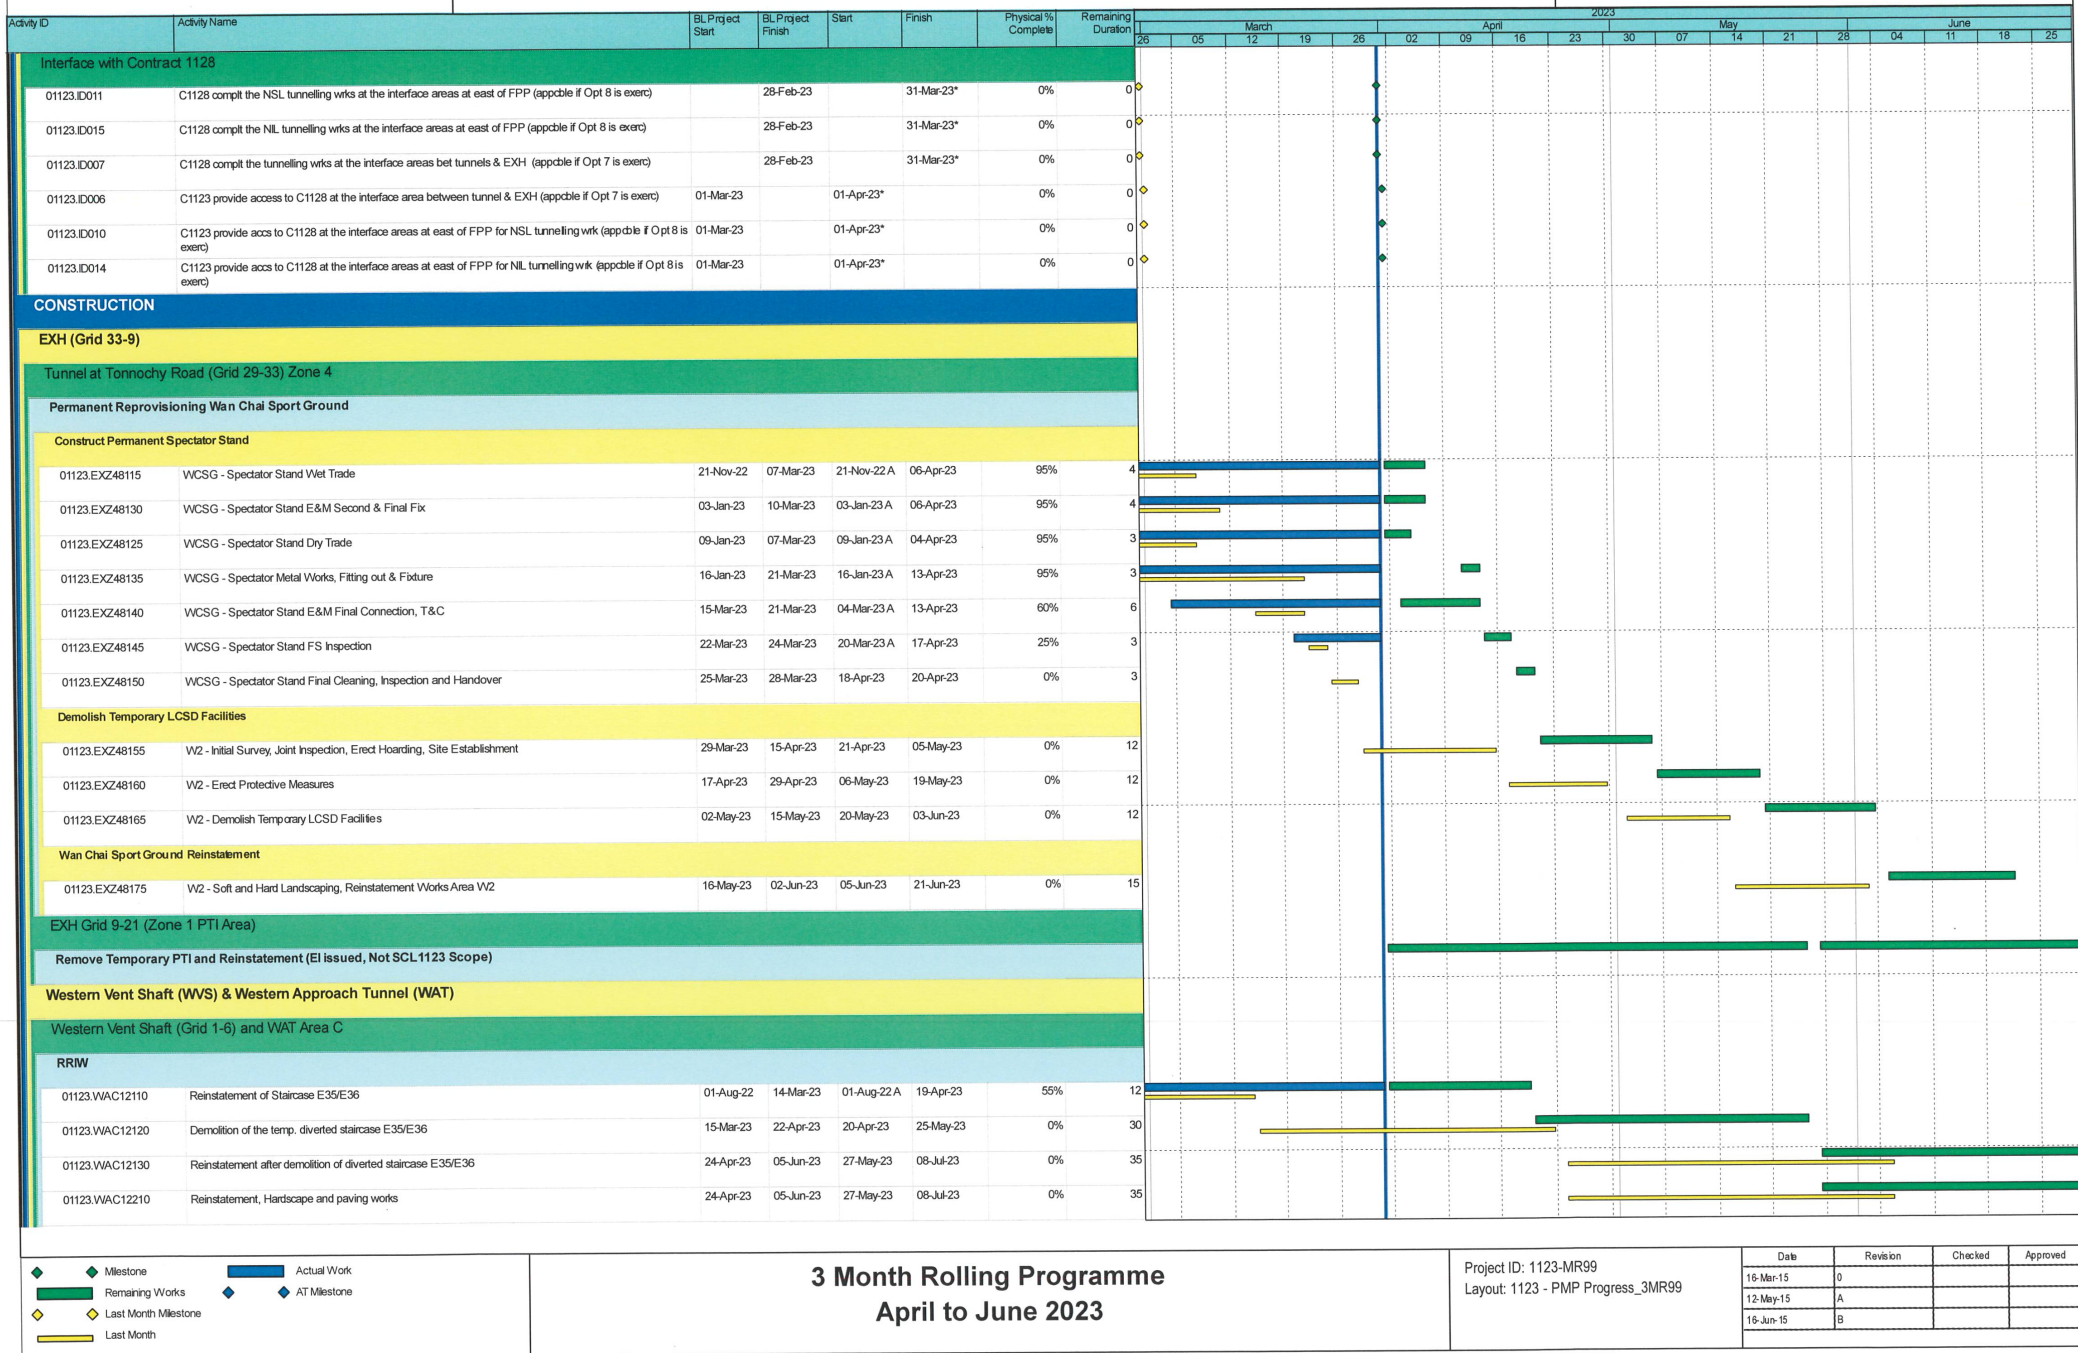 Activity ID Activity Name BL Project Start BL Project Finish Start Finish Physical % Complete Remaining Duration
2023
March April May June
26 05 12 19 26 02 09 16 23 30 07 14 21 28 04 11 18 25
Interface with Contract 1128
01123.ID011 C1128 complt the NSL tunnelling wrks at the interface areas at east of FPP (appcble if Opt 8 is exerc) 28-Feb-23 31-Mar-23* 0% 0
01123.ID015 C1128 complt the NIL tunnelling wrks at the interface areas at east of FPP (appcble if Opt 8 is exerc) 28-Feb-23 31-Mar-23* 0% 0
01123.ID007 C1128 complt the tunnelling wrks at the interface areas bet tunnels & EXH (appcble if Opt 7 is exerc) 28-Feb-23 31-Mar-23* 0% 0
01123.ID006 C1123 provide access to C1128 at the interface area between tunnel & EXH (appcble if Opt 7 is exerc) 01-Mar-23 01-Apr-23* 0% 0
01123.ID010 C1123 provide accs to C1128 at the interface areas at east of FPP for NSL tunnelling wrk (appcble if Opt 8 is 01-Mar-23 01-Apr-23* 0% 0
exerc)
01123.ID014 C1123 provide accs to C1128 at the interface areas at east of FPP for NIL tunnelling wrk (appcble if Opt 8 is 01-Mar-23 01-Apr-23* 0% 0
exerc)
CONSTRUCTION
EXH (Grid 33-9)
Tunnel at Tonnochy Road (Grid 29-33) Zone 4
Permanent Reprovisioning Wan Chai Sport Ground
Construct Permanent Spectator Stand
01123.EXZ48115 WCSG - Spectator Stand Wet Trade 21-Nov-22 07-Mar-23 21-Nov-22 A 06-Apr-23 95% 4
01123.EXZ48130 WCSG - Spectator Stand E&M Second & Final Fix 03-Jan-23 10-Mar-23 03-Jan-23 A 06-Apr-23 95% 4
01123.EXZ48125 WCSG - Spectator Stand Dry Trade 09-Jan-23 07-Mar-23 09-Jan-23 A 04-Apr-23 95% 3
01123.EXZ48135 WCSG - Spectator Metal Works, Fitting out & Fixture 16-Jan-23 21-Mar-23 16-Jan-23 A 13-Apr-23 95% 3
01123.EXZ48140 WCSG - Spectator Stand E&M Final Connection, T&C 15-Mar-23 21-Mar-23 04-Mar-23 A 13-Apr-23 60% 6
01123.EXZ48145 WCSG - Spectator Stand FS Inspection 22-Mar-23 24-Mar-23 20-Mar-23 A 17-Apr-23 25% 3
01123.EXZ48150 WCSG - Spectator Stand Final Cleaning, Inspection and Handover 25-Mar-23 28-Mar-23 18-Apr-23 20-Apr-23 0% 3
Demolish Temporary LCSD Facilities
01123.EXZ48155 W2 - Initial Survey, Joint Inspection, Erect Hoarding, Site Establishment 29-Mar-23 15-Apr-23 21-Apr-23 05-May-23 0% 12
01123.EXZ48160 W2 - Erect Protective Measures 17-Apr-23 29-Apr-23 06-May-23 19-May-23 0% 12
01123.EXZ48165 W2 - Demolish Temporary LCSD Facilities 02-May-23 15-May-23 20-May-23 03-Jun-23 0% 12
Wan Chai Sport Ground Reinstatement
01123.EXZ48175 W2 - Soft and Hard Landscaping, Reinstatement Works Area W2 16-May-23 02-Jun-23 05-Jun-23 21-Jun-23 0% 15
EXH Grid 9-21 (Zone 1 PTI Area)
Remove Temporary PTI and Reinstatement (EI issued, Not SCL1123 Scope)
Western Vent Shaft (WVS) & Western Approach Tunnel (WAT)
Western Vent Shaft (Grid 1-6) and WAT Area C
RRIW
01123.WAC12110 Reinstatement of Staircase E35/E36 01-Aug-22 14-Mar-23 01-Aug-22 A 19-Apr-23 55% 12
01123.WAC12120 Demolition of the temp. diverted staircase E35/E36 15-Mar-23 22-Apr-23 20-Apr-23 25-May-23 0% 30
01123.WAC12130 Reinstatement after demolition of diverted staircase E35/E36 24-Apr-23 05-Jun-23 27-May-23 08-Jul-23 0% 35
01123.WAC12210 Reinstatement, Hardscape and paving works 24-Apr-23 05-Jun-23 27-May-23 08-Jul-23 0% 35
Milestone Actual Work
Remaining Works AT Milestone
Last Month Milestone
Last Month
3 Month Rolling Programme
April to June 2023
Project ID: 1123-MR99
Layout: 1123 - PMP Progress_3MR99
Date Revision Checked Approved
16-Mar-15 0
12-May-15 A
16-Jun-15 B